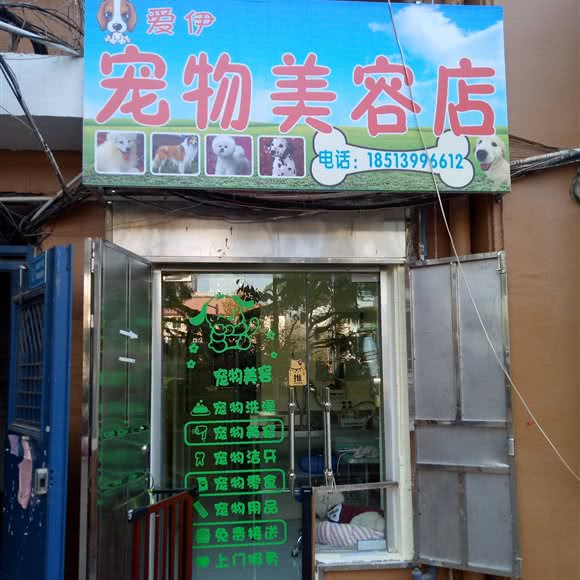 爱伊
宠物美容店
电话：18513996612
宠物美容
推
宠物洗澡
宠物美容
宠物洁牙
宠物零食
宠物用品
免费接送
上门服务